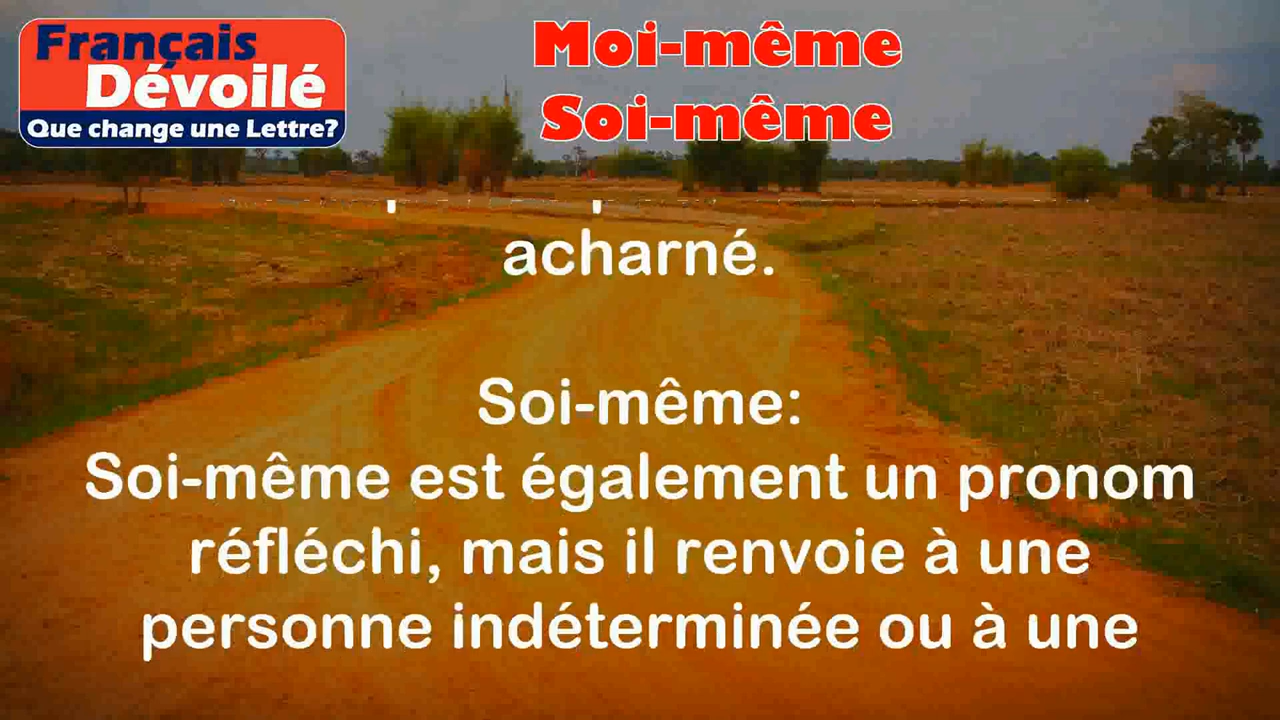 Français
Dévoilé
Que change une Lettre?
Moi-même
Soi-même
acharné.
Soi-même:
Soi-même est également un pronom
réfléchi, mais il renvoie à une
personne indéterminée ou à une